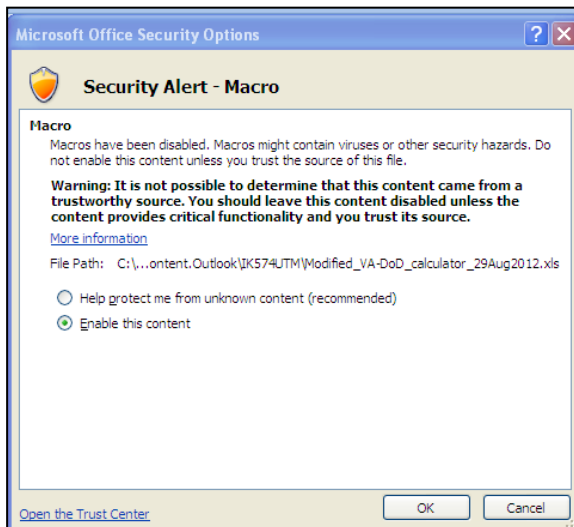 Microsoft Office Security Options
Security Alert - Macro
Macro
Macros have been disabled. Macros might contain viruses or other security hazards. Do
not enable this content unless you trust the source of this file.
Warning: It is not possible to determine that this content came from a
trustworthy source. You should leave this content disabled unless the
content provides critical functionality and you trust its source.
More information
File Path: C:\...ontent.Outlook\IK574UTM\Modified_VA-DoD_calculator_29Aug2012.xls
Help protect me from unknown content (recommended)
Enable this content
Open the Trust Center
OK
Cancel